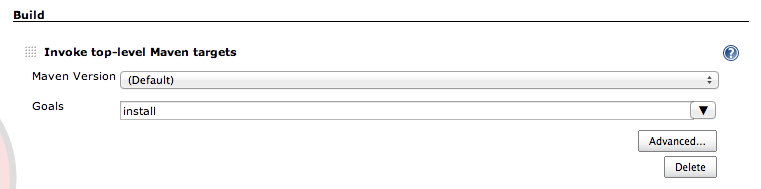 Build
Invoke top-level Maven targets
Maven Version (Default)
Goals install
Advanced...
Delete